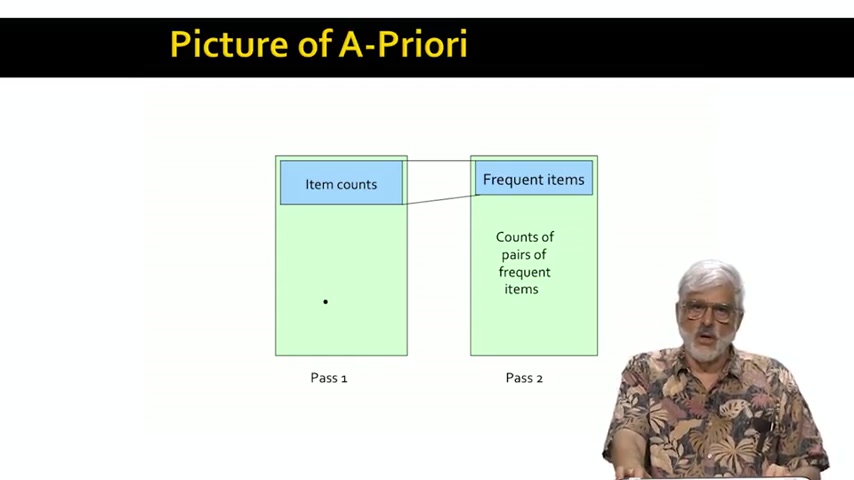 Picture of A-Priori
Item counts
Frequent items
Counts of
pairs of
frequent
items
Pass 1
Pass 2